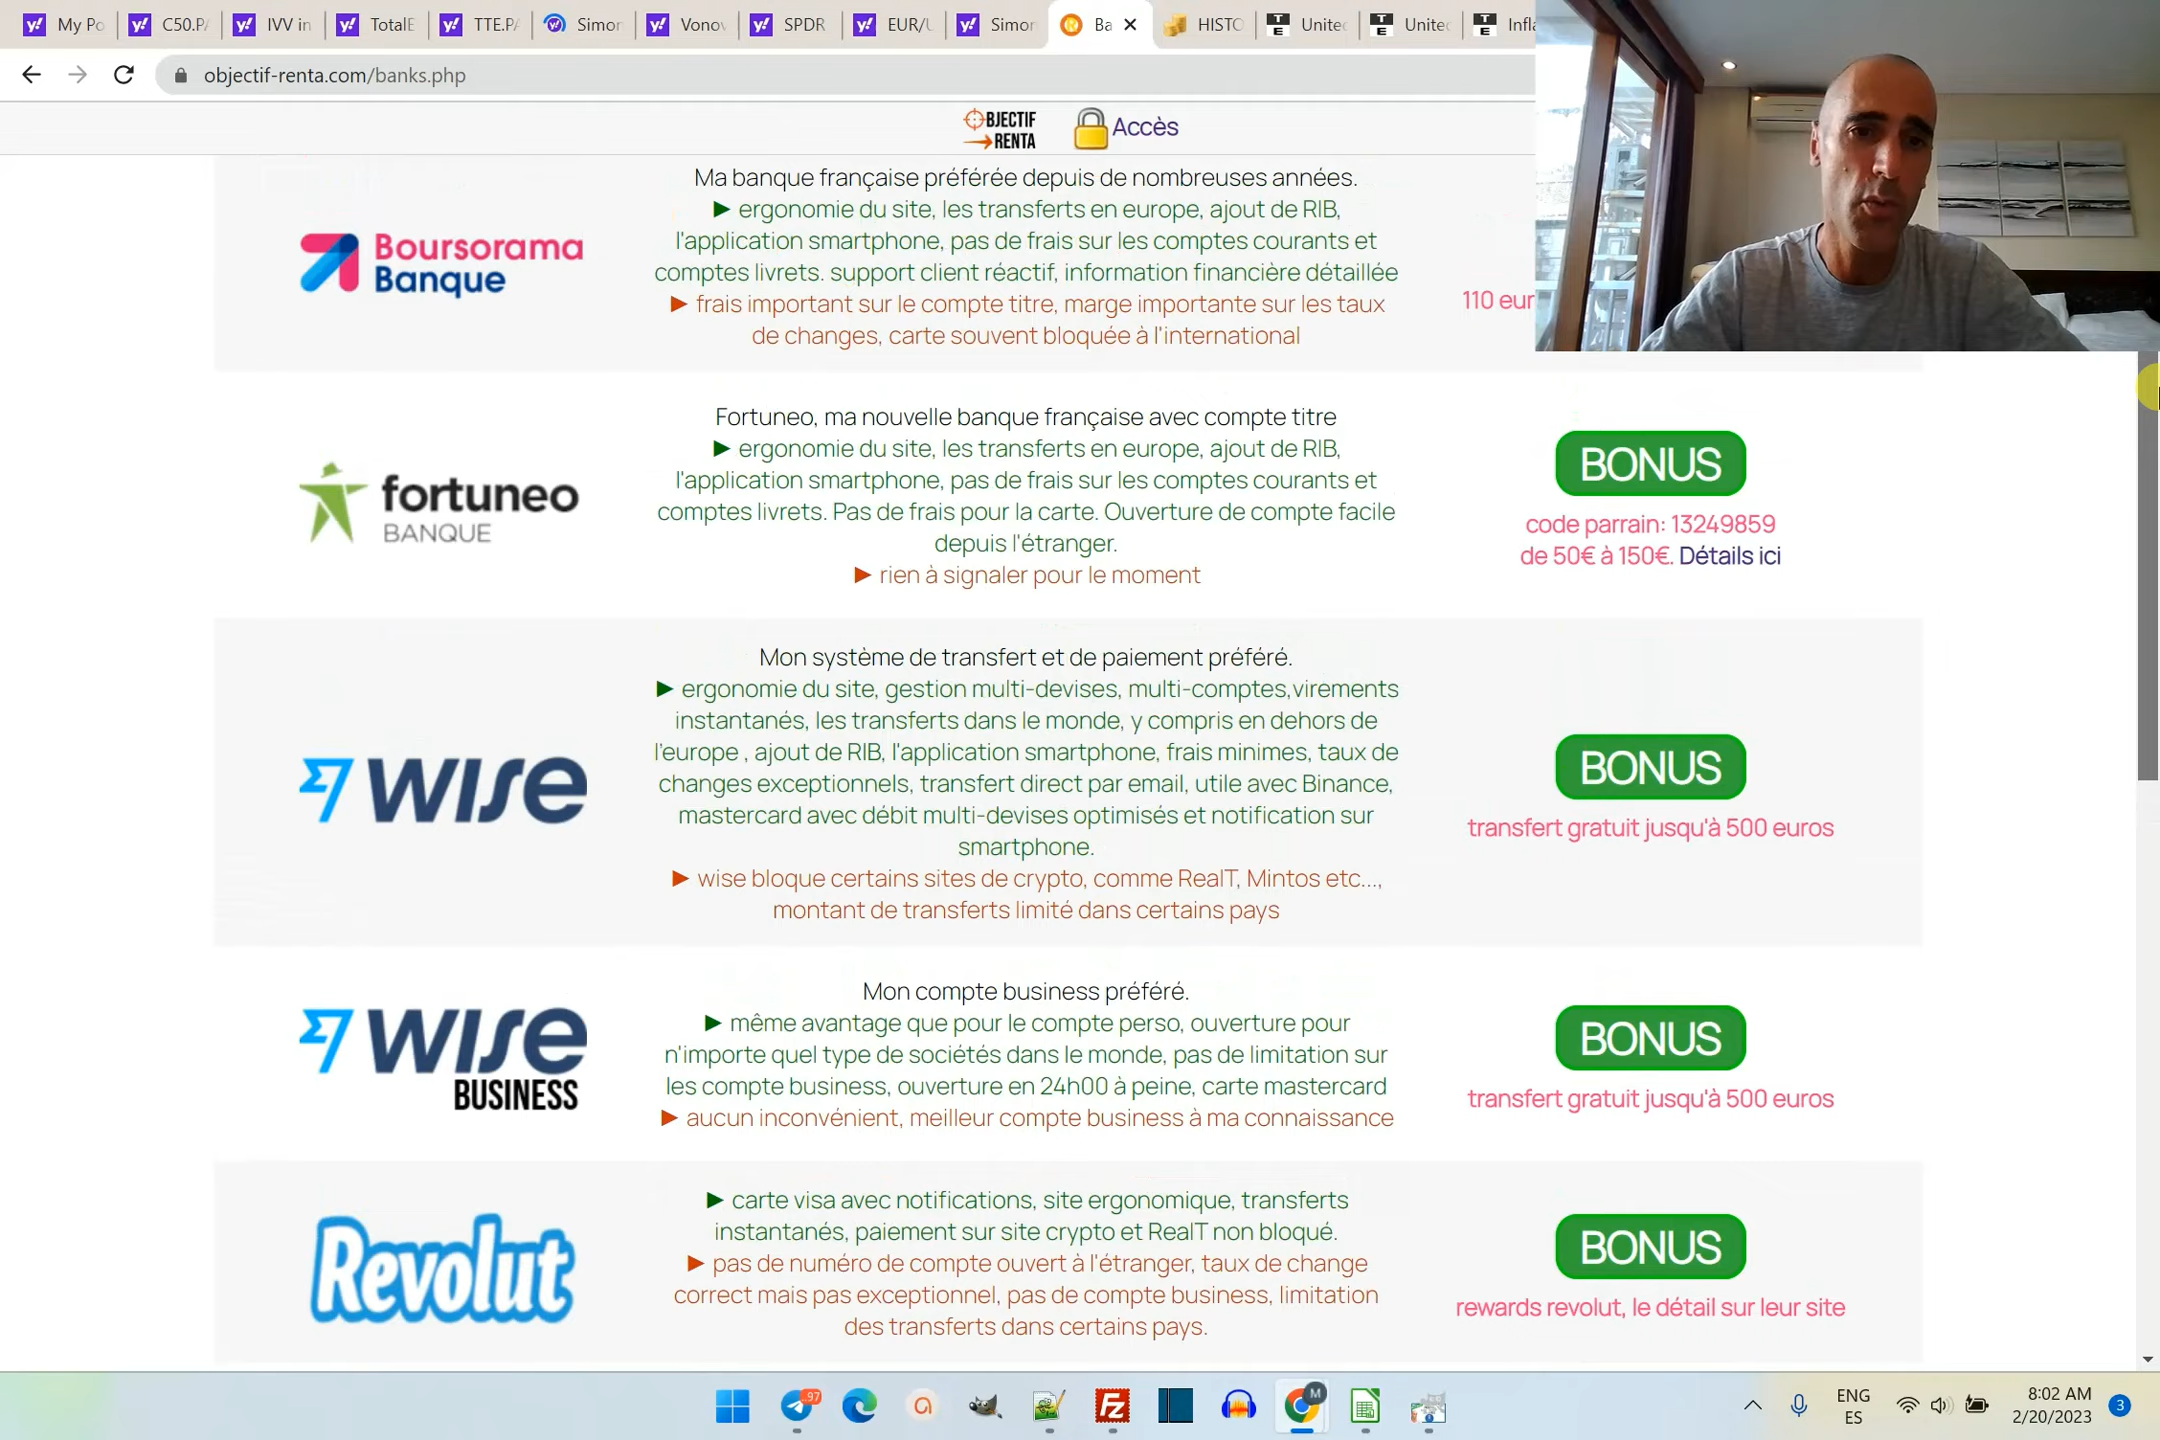 My Po
C50.PA
IVV in
TotalE
TTE.PA
Simon
Vonov
SPDR
EUR/U
Simon
Ba
HISTO
United
United
Infla
objectif-renta.com/banks.php
OBJECTIF
RENTA
Accès
Boursorama
Banque
Ma banque française préférée depuis de nombreuses années.
► ergonomie du site, les transferts en europe, ajout de RIB,
l'application smartphone, pas de frais sur les comptes courants et
comptes livrets. support client réactif, information financière détaillée
► frais important sur le compte titre, marge importante sur les taux
de changes, carte souvent bloquée à l'international
110 eur
fortuneo
BANQUE
Fortuneo, ma nouvelle banque française avec compte titre
► ergonomie du site, les transferts en europe, ajout de RIB,
l'application smartphone, pas de frais sur les comptes courants et
comptes livrets. Pas de frais pour la carte. Ouverture de compte facile
depuis l'étranger.
► rien à signaler pour le moment
BONUS
code parrain: 13249859
de 50€ à 150€. Détails ici
WISE
Mon système de transfert et de paiement préféré.
► ergonomie du site, gestion multi-devises, multi-comptes,virements
instantanés, les transferts dans le monde, y compris en dehors de
l'europe , ajout de RIB, l'application smartphone, frais minimes, taux de
changes exceptionnels, transfert direct par email, utile avec Binance,
mastercard avec débit multi-devises optimisés et notification sur
smartphone.
► wise bloque certains sites de crypto, comme RealT, Mintos etc...,
montant de transferts limité dans certains pays
BONUS
transfert gratuit jusqu'à 500 euros
WISE
BUSINESS
Mon compte business préféré.
► même avantage que pour le compte perso, ouverture pour
n'importe quel type de sociétés dans le monde, pas de limitation sur
les compte business, ouverture en 24h00 à peine, carte mastercard
► aucun inconvénient, meilleur compte business à ma connaissance
BONUS
transfert gratuit jusqu'à 500 euros
Revolut
► carte visa avec notifications, site ergonomique, transferts
instantanés, paiement sur site crypto et RealT non bloqué.
► pas de numéro de compte ouvert à l'étranger, taux de change
correct mais pas exceptionnel, pas de compte business, limitation
des transferts dans certains pays.
BONUS
rewards revolut, le détail sur leur site
97
FZ
M
ENG
ES
8:02 AM
2/20/2023
3